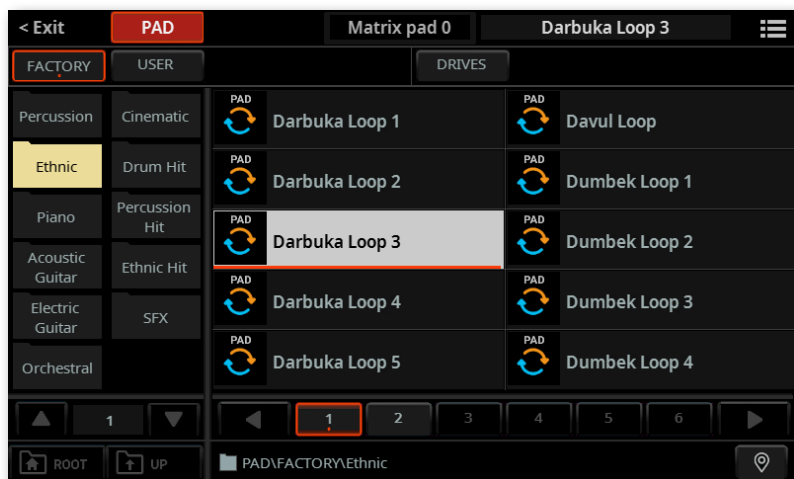 < Exit
PAD
Matrix pad 0
Darbuka Loop 3
FACTORY
USER
DRIVES
Percussion
Cinematic
Ethnic
Drum Hit
Piano
Percussion
Hit
Acoustic
Guitar
Ethnic Hit
Electric
Guitar
SFX
Orchestral
PAD
Darbuka Loop 1
PAD
Davul Loop
PAD
Darbuka Loop 2
PAD
Dumbek Loop 1
PAD
Darbuka Loop 3
PAD
Dumbek Loop 2
PAD
Darbuka Loop 4
PAD
Dumbek Loop 3
PAD
Darbuka Loop 5
PAD
Dumbek Loop 4
1
1
2
3
4
5
6
ROOT
UP
PAD\FACTORY\Ethnic